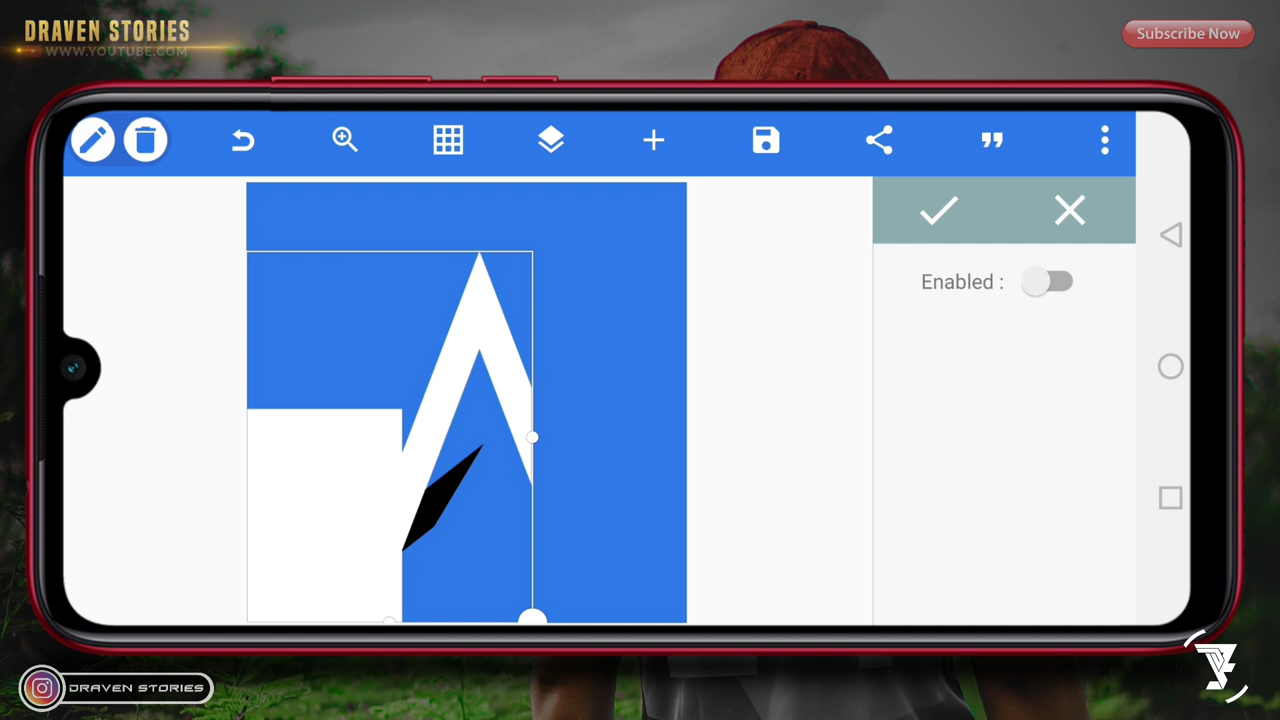 DRAVEN STORIES
WWW.YOUTUBE.COM
Subscribe Now
Enabled :
DRAVEN STORIES